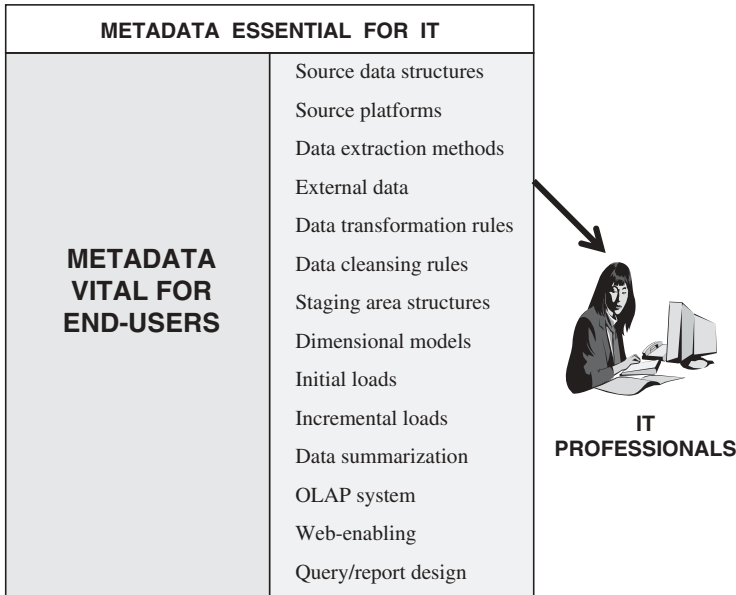 METADATA ESSENTIAL FOR IT
METADATA
VITAL FOR
END-USERS
Source data structures
Source platforms
Data extraction methods
External data
Data transformation rules
Data cleansing rules
Staging area structures
Dimensional models
Initial loads
Incremental loads
Data summarization
OLAP system
Web-enabling
Query/report design
IT
PROFESSIONALS